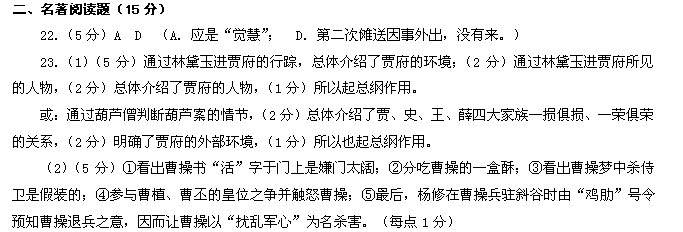 二、名著阅读题（15 分）
22.（5 分）A  D  （A. 应是“觉慧”；  D. 第二次傩送因事外出，没有来。）
23.（1）（5 分）通过林黛玉进贾府的行踪，总体介绍了贾府的环境；（2 分）通过林黛玉进贾府所见
的人物，（2 分）总体介绍了贾府的人物，（1 分）所以起总纲作用。
或：通过葫芦僧判断葫芦案的情节，（2 分）总体介绍了贾、史、王、薛四大家族一损俱损、一荣俱荣
的关系，（2 分）明确了贾府的外部环境，（1 分）所以也起总纲作用。
（2）（5 分）①看出曹操书“活”字于门上是嫌门太阔；②分吃曹操的一盒酥；③看出曹操梦中杀侍
卫是假装的；④参与曹植、曹丕的皇位之争并触怒曹操；⑤最后，杨修在曹操兵驻斜谷时由“鸡肋”号令
预知曹操退兵之意，因而让曹操以“扰乱军心”为名杀害。（每点 1 分）